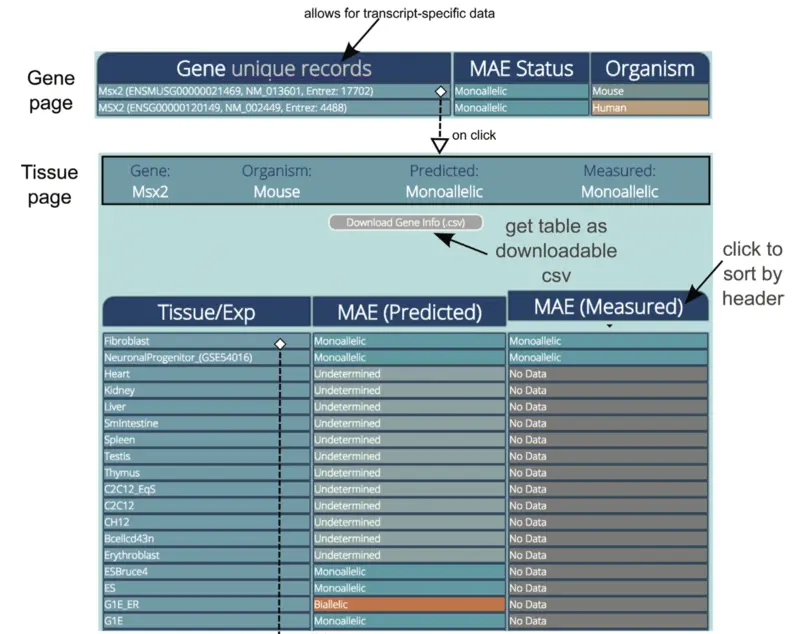 allows for transcript-specific data
Gene page
Gene unique records MAE Status Organism
Msx2 (ENSMUSG00000021469, NM_013601, Entrez: 17702) Monoallelic Mouse
MSX2 (ENSG00000120149, NM_002449, Entrez: 4488) Monoallelic Human
on click
Tissue page
Gene: Organism: Predicted: Measured:
Msx2 Mouse Monoallelic Monoallelic
Download Gene Info (.csv)
get table as
downloadable
csv
click to
sort by
header
Tissue/Exp MAE (Predicted) MAE (Measured)
Fibroblast Monoallelic Monoallelic
NeuronalProgenitor_(GSE54016) Monoallelic Monoallelic
Heart Undetermined No Data
Kidney Undetermined No Data
Liver Undetermined No Data
SmIntestine Undetermined No Data
Spleen Undetermined No Data
Testis Undetermined No Data
Thymus Undetermined No Data
C2C12_EqS Undetermined No Data
C2C12 Undetermined No Data
CH12 Undetermined No Data
Bcellcd43n Undetermined No Data
Erythroblast Undetermined No Data
ESBruce4 Monoallelic No Data
ES Monoallelic No Data
G1E_ER Biallelic No Data
G1E Monoallelic No Data